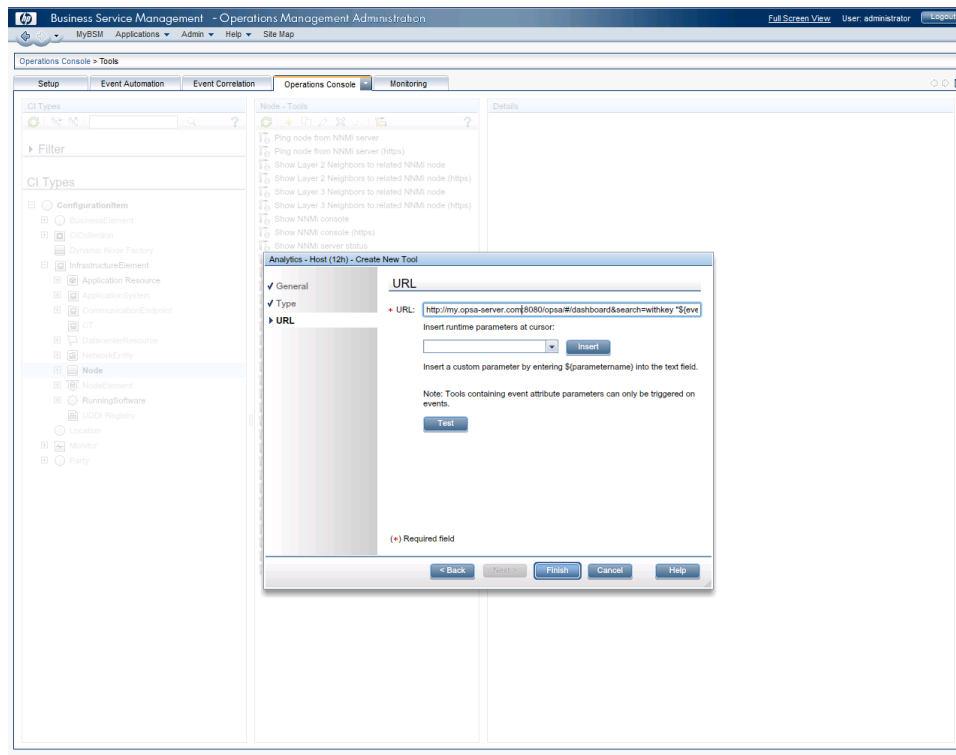 hp Business Service Management - Operations Management Administration Full Screen View User: administrator Logout
MyBSM Applications Admin Help Site Map
Operations Console > Tools
Setup Event Automation Event Correlation Operations Console Monitoring
CI Types Node - Tools Details
? ?
Filter
CI Types
ConfigurationItem
BusinessElement
CiCollection
Dynamic Node Factory
InfrastructureElement
Application Resource
ApplicationSystem
CommunicationEndpoint
CT
DatacenterResource
NetworkEntity
Node
NodeElement
RunningSoftware
UDDI Registry
Location
Monitor
Party
Ping node from NNMi server
Ping node from NNMi server (https)
Show Layer 2 Neighbors to related NNMi node
Show Layer 2 Neighbors to related NNMi node (https)
Show Layer 3 Neighbors to related NNMi node
Show Layer 3 Neighbors to related NNMi node (https)
Show NNMi console
Show NNMi console (https)
Show NNMi server status
Analytics - Host (12h) - Create New Tool
General
Type
URL
URL
+ URL: http://my.opsa-server.com:8080/opsa/#/dashboard&search=withkey "${eve
Insert runtime parameters at cursor:
Insert
Insert a custom parameter by entering ${parametername} into the text field.
Note: Tools containing event attribute parameters can only be triggered on
events.
Test
(+) Required field
< Back Next > Finish Cancel Help